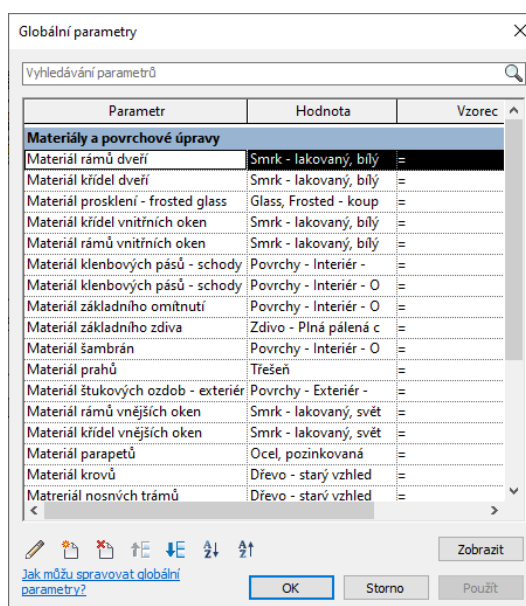 Globální parametry
Vyhledávání parametrů
Parametr Hodnota Vzorec
Materiály a povrchové úpravy
Materiál rámů dveří Smrk - lakovaný, bílý =
Materiál křídel dveří Smrk - lakovaný, bílý =
Materiál prosklení - frosted glass Glass, Frosted - koup =
Materiál křídel vnitřních oken Smrk - lakovaný, bílý =
Materiál rámů vnitřních oken Smrk - lakovaný, bílý =
Materiál klenbových pásů - schody Povrchy - Interiér - =
Materiál klenbových pásů - schody Povrchy - Interiér - O =
Materiál základního omítnutí Povrchy - Interiér - O =
Materiál základního zdiva Zdivo - Plná pálená c =
Materiál šambrán Povrchy - Interiér - O =
Materiál prahů Třešeň =
Materiál štukových ozdob - exteriér Povrchy - Exteriér - =
Materiál rámů vnějších oken Smrk - lakovaný, svět =
Materiál křídel vnějších oken Smrk - lakovaný, svět =
Materiál parapetů Ocel, pozinkovaná =
Materiál krovů Dřevo - starý vzhled =
Matreriál nosných trámů Dřevo - starý vzhled =
Zobrazit
Jak můžu spravovat globální
parametry?
OK Storno Použít